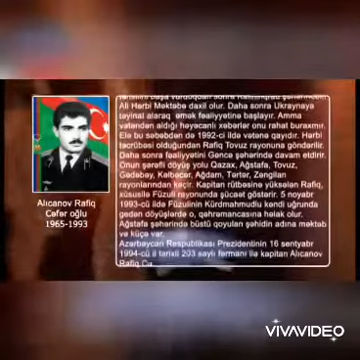 Ali Hərbi Məktəbə daxil olur. Daha sonra Ukraynaya
təyinat alaraq əmək fəaliyyətinə başlayır. Amma
vətəndən aldığı həyəcanlı xəbərlər onu rahat buraxmır.
Elə bu səbəbdən də 1992-ci ildə vətənə qayıdır. Hərbi
təcrübəsi olduğundan Rafiq Tovuz rayonuna göndərilir.
Daha sonra fəaliyyətini Gəncə şəhərində davam etdirir.
Onun şərəfli döyüş yolu Qazax, Ağstafa, Tovuz,
Gədəbəy, Kəlbəcər, Ağdam, Tərtər, Zəngilan
rayonlarından keçir. Kapitan rütbəsinə yüksələn Rafiq,
xüsusilə Füzuli rayonunda şücaət göstərir. 5 noyabr
1993-cü ildə Füzulinin Kürdmahmudlu kəndi uğrunda
gedən döyüşlərdə o, qəhrəmancasına həlak olur.
Ağstafa şəhərində büstü qoyulan şəhidin adına məktəb
və küçə var.
Azərbaycan Respublikası Prezidentinin 16 sentyabr
1994-cü il tarixli 203 saylı fərmanı ilə kapitan Alıcanov
Rafiq Cə
Alıcanov Rafiq
Cəfər oğlu
1965-1993
VIVAVIDEO